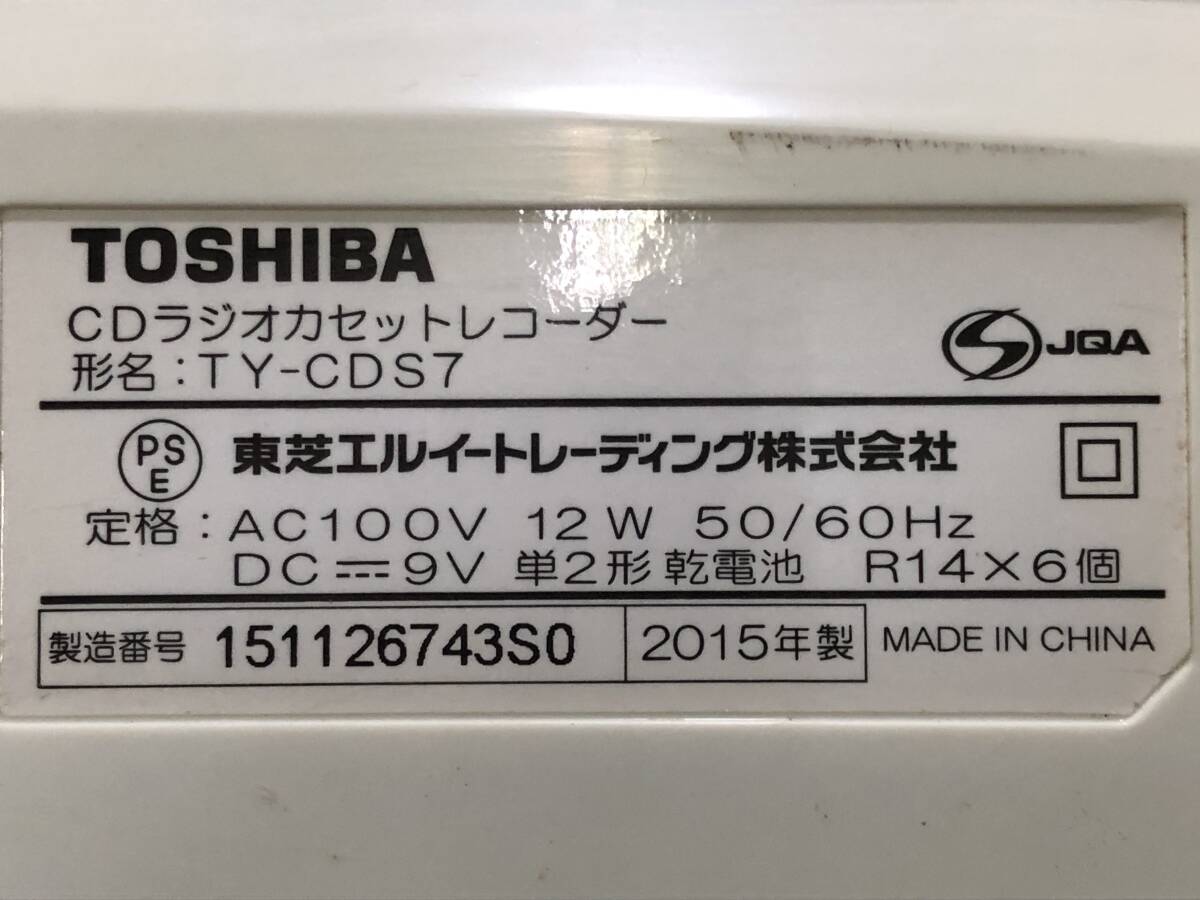 TOSHIBA
CDラジオカセットレコーダー
形名：TY-CDS7
JQA
PS
E
東芝エルイートレーディング株式会社
定格：AC100V 12W 50/60Hz
DC⎓9V 単2形 乾電池 R14×6個
製造番号 151126743S0 2015年製 MADE IN CHINA